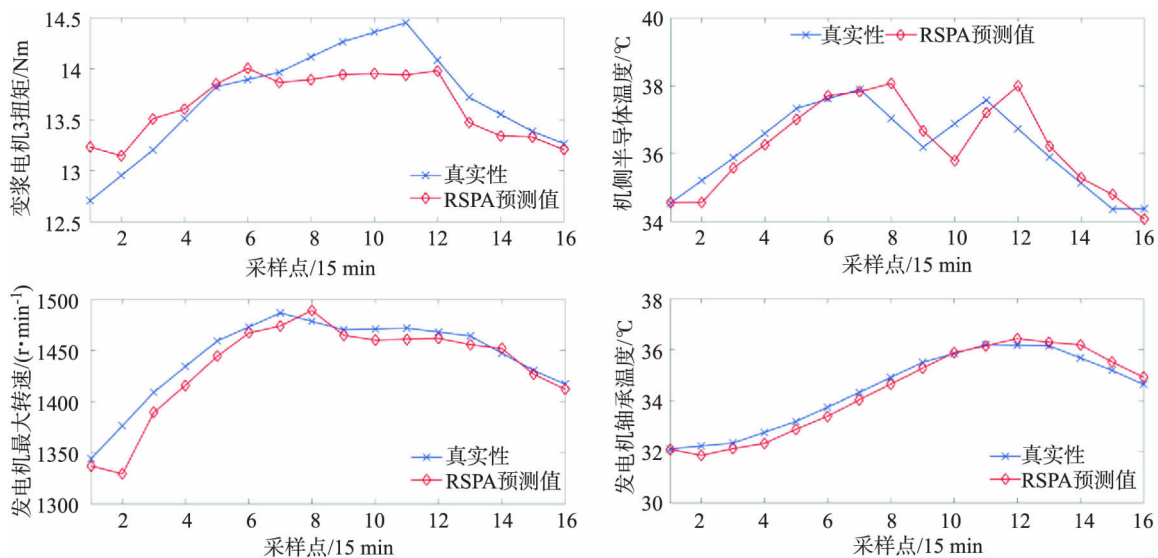 变桨电机3扭矩/Nm
14.5
14
13.5
13
12.5
真实性
RSPA预测值
2 4 6 8 10 12 14 16
采样点/15 min
机侧半导体温度/℃
40
38
36
34
真实性 RSPA预测值
2 4 6 8 10 12 14 16
采样点/15 min
发电机最大转速/(r·min⁻¹)
1500
1450
1400
1350
1300
真实性
RSPA预测值
2 4 6 8 10 12 14 16
采样点/15 min
发电机轴承温度/℃
38
36
34
32
30
真实性
RSPA预测值
2 4 6 8 10 12 14 16
采样点/15 min